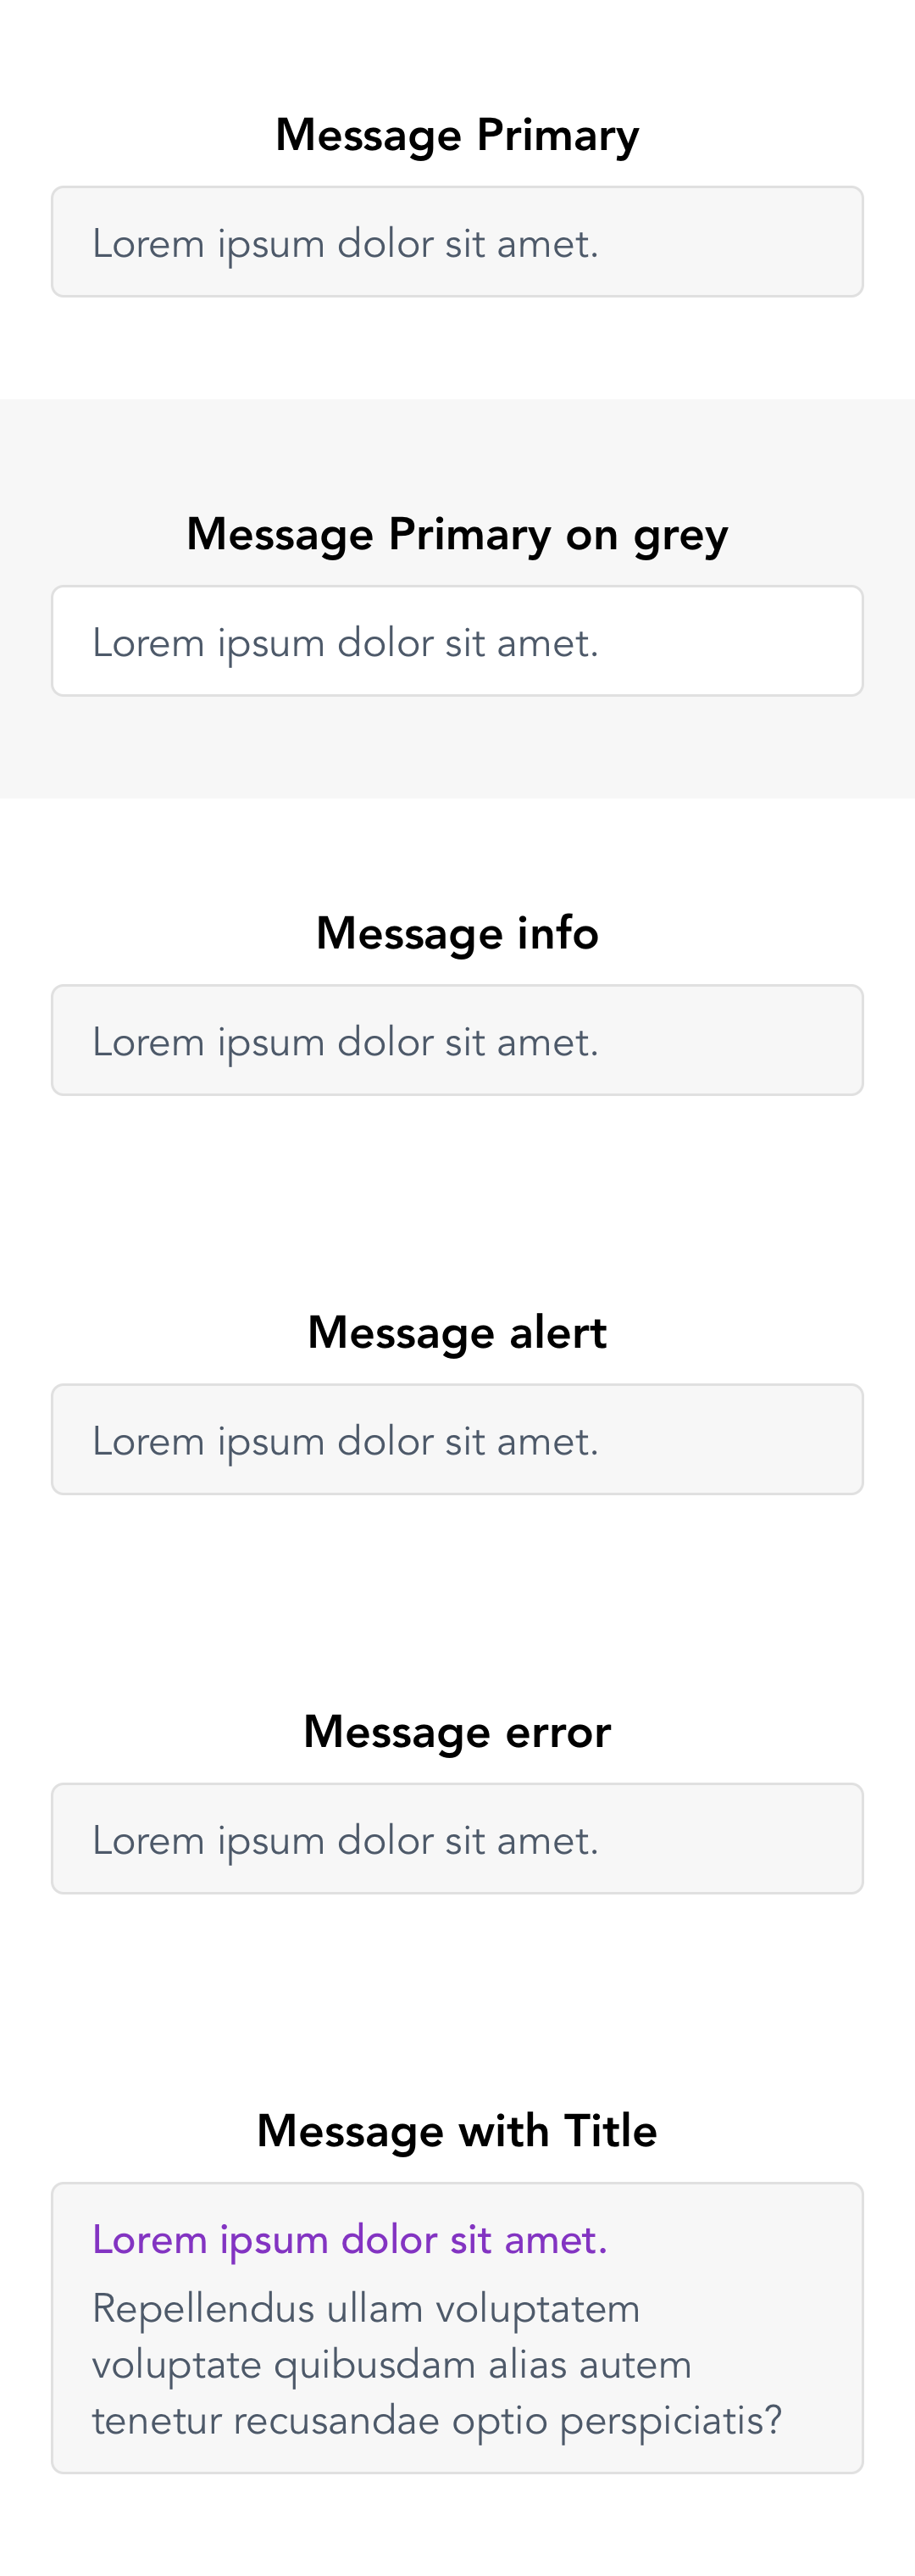 Message Primary
Lorem ipsum dolor sit amet.
Message Primary on grey
Lorem ipsum dolor sit amet.
Message info
Lorem ipsum dolor sit amet.
Message alert
Lorem ipsum dolor sit amet.
Message error
Lorem ipsum dolor sit amet.
Message with Title
Lorem ipsum dolor sit amet.
Repellendus ullam voluptatem
voluptate quibusdam alias autem
tenetur recusandae optio perspiciatis?